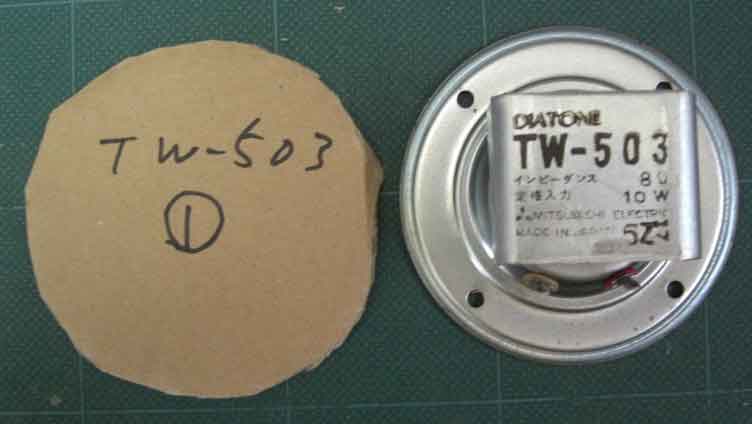 TW-503
①
DIATONE
TW-503
インピーダンス 8Ω
定格入力 10W
MITSUBISHI ELECTRIC
MADE IN JAPAN